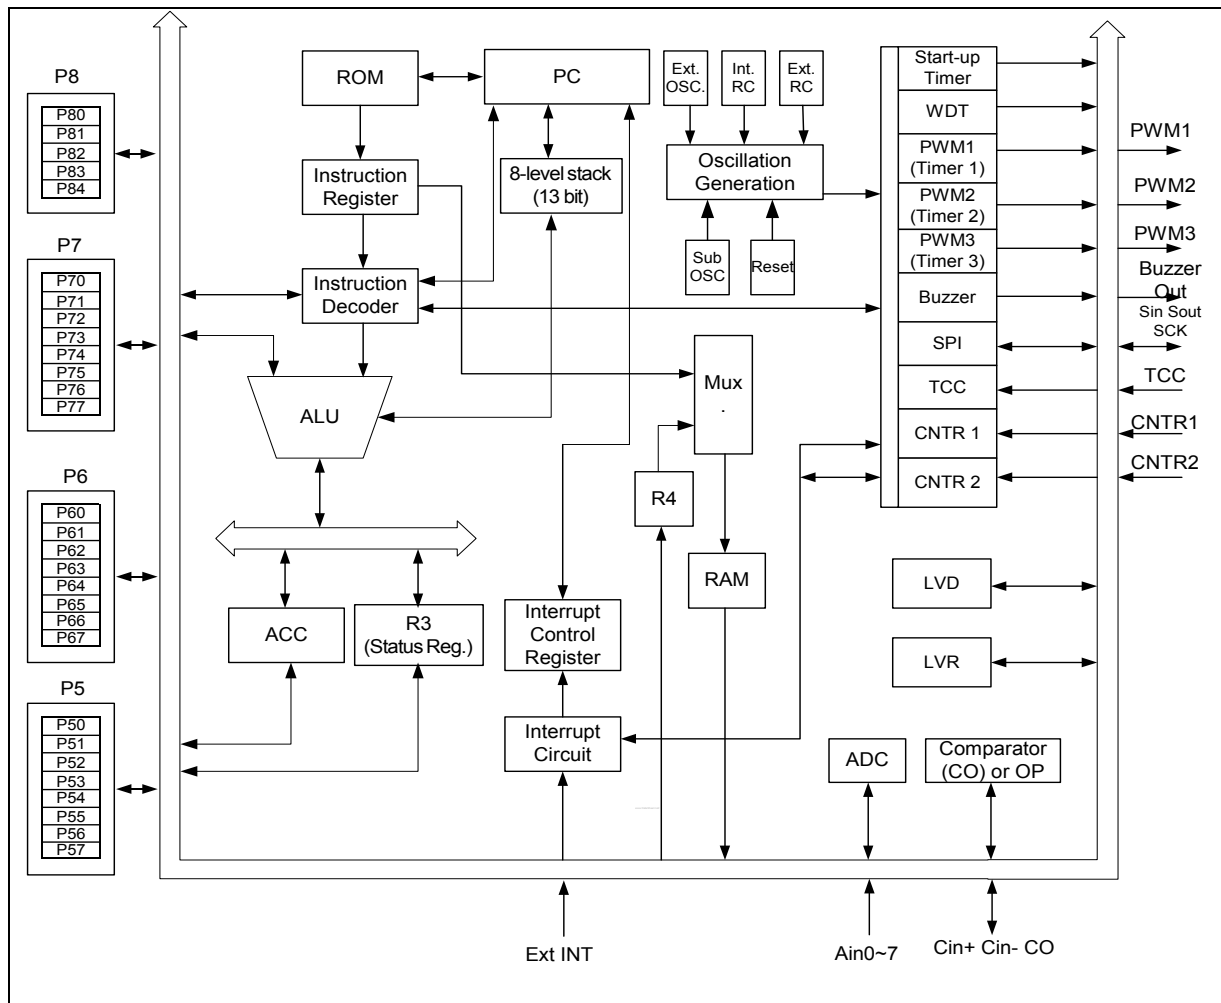 P8
P80
P81
P82
P83
P84
P7
P70
P71
P72
P73
P74
P75
P76
P77
P6
P60
P61
P62
P63
P64
P65
P66
P67
P5
P50
P51
P52
P53
P54
P55
P56
P57
ROM
PC
Instruction
Register
8-level stack
(13 bit)
Instruction
Decoder
ALU
ACC
R3
(Status Reg.)
Interrupt
Control
Register
Interrupt
Circuit
Ext.
OSC.
Int.
RC
Ext.
RC
Oscillation
Generation
Sub
OSC
Reset
Mux
.
R4
RAM
Start-up
Timer
WDT
PWM1
(Timer 1)
PWM2
(Timer 2)
PWM3
(Timer 3)
Buzzer
SPI
TCC
CNTR 1
CNTR 2
LVD
LVR
ADC
Comparator
(CO) or OP
PWM1
PWM2
PWM3
Buzzer
Out
Sin Sout
SCK
TCC
CNTR1
CNTR2
Ext INT
Ain0~7
Cin+ Cin- CO